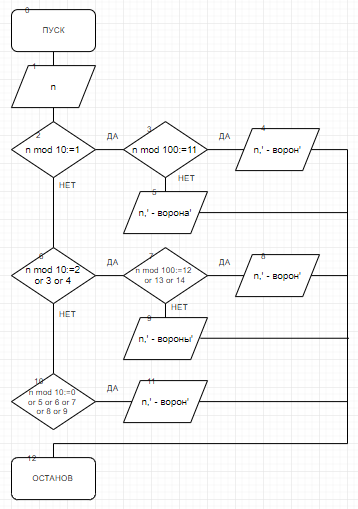 0
ПУСК
1
n
2
n mod 10:=1
ДА
3
n mod 100:=11
ДА
4
n,' - ворон'
НЕТ
НЕТ
5
n,' - ворона'
6
n mod 10:=2
or 3 or 4
ДА
7
n mod 100:=12
or 13 or 14
ДА
8
n,' - ворон'
НЕТ
НЕТ
9
n,' - вороны'
10
n mod 10:=0
or 5 or 6 or 7
or 8 or 9
ДА
11
n,' - ворон'
12
ОСТАНОВ